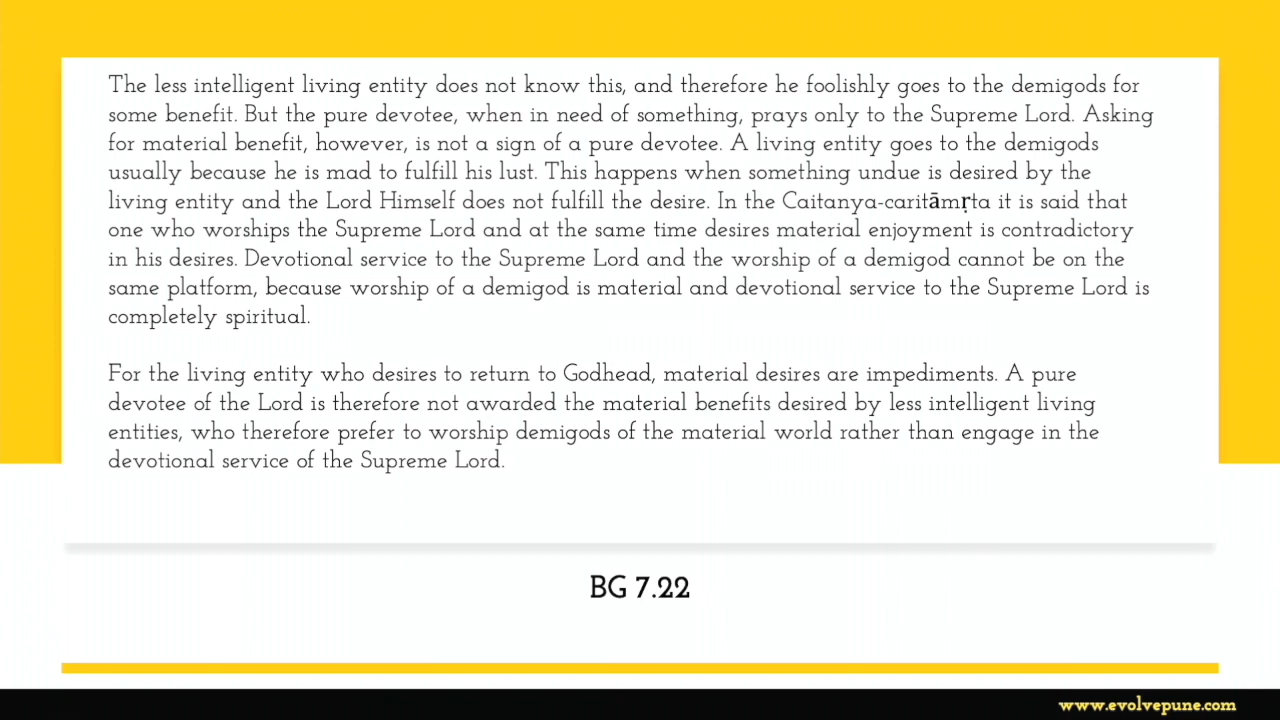 The less intelligent living entity does not know this, and therefore he foolishly goes to the demigods for
some benefit. But the pure devotee, when in need of something, prays only to the Supreme Lord. Asking
for material benefit, however, is not a sign of a pure devotee. A living entity goes to the demigods
usually because he is mad to fulfill his lust. This happens when something undue is desired by the
living entity and the Lord Himself does not fulfill the desire. In the Caitanya-caritāmṛta it is said that
one who worships the Supreme Lord and at the same time desires material enjoyment is contradictory
in his desires. Devotional service to the Supreme Lord and the worship of a demigod cannot be on the
same platform, because worship of a demigod is material and devotional service to the Supreme Lord is
completely spiritual.
For the living entity who desires to return to Godhead, material desires are impediments. A pure
devotee of the Lord is therefore not awarded the material benefits desired by less intelligent living
entities, who therefore prefer to worship demigods of the material world rather than engage in the
devotional service of the Supreme Lord.
BG 7.22
www.evolvepune.com